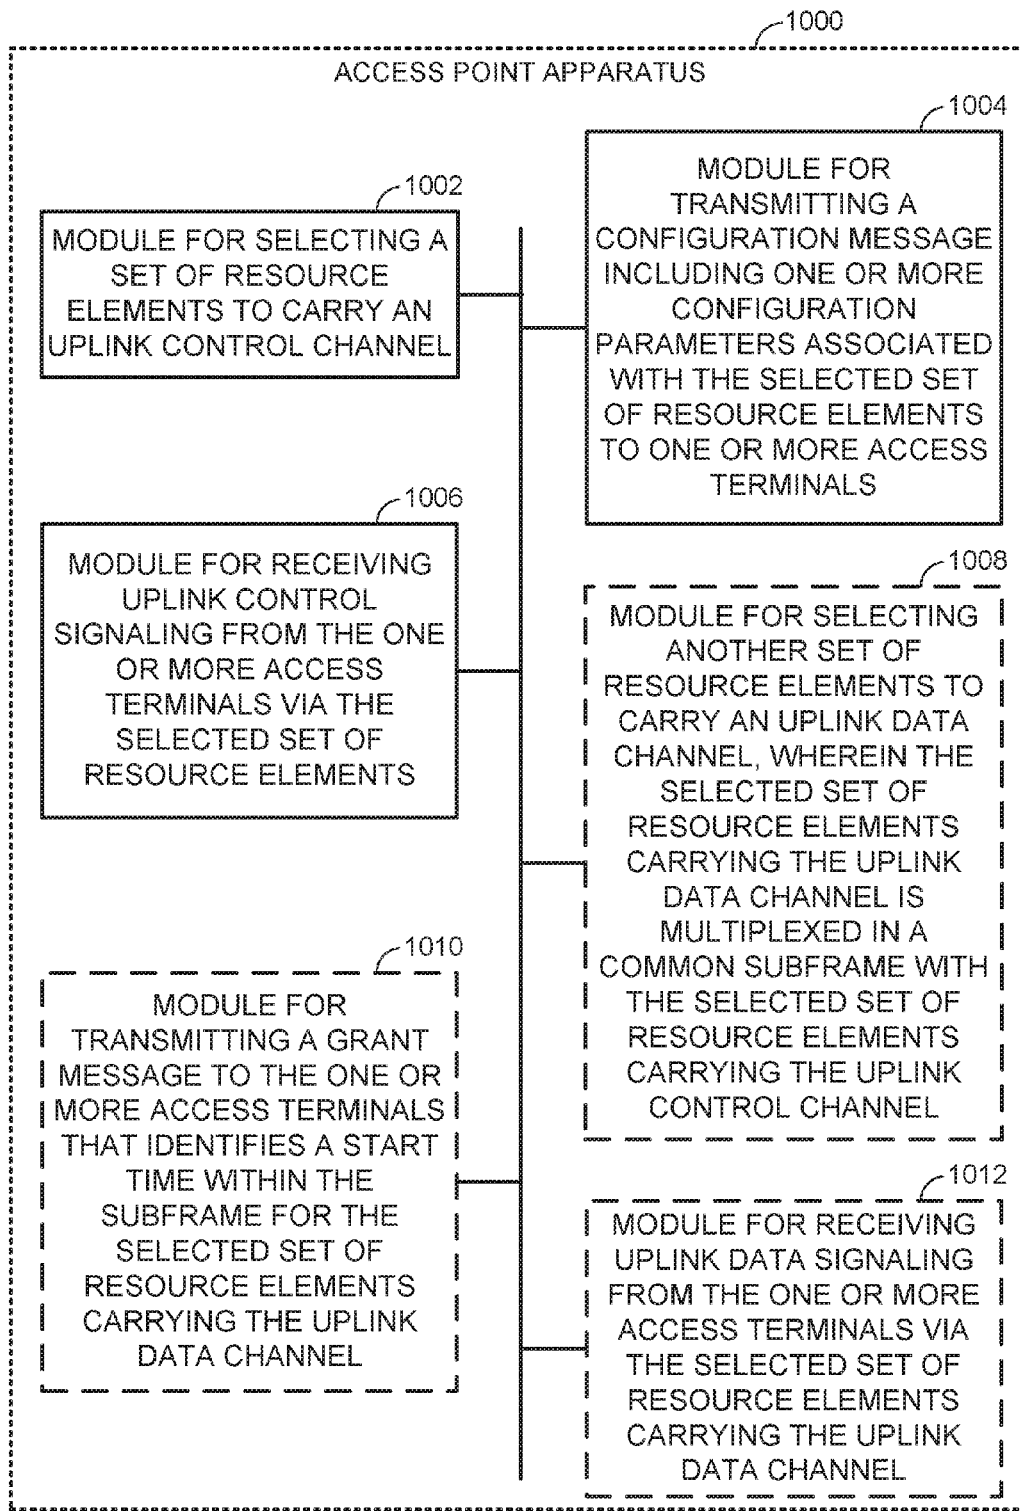 1000
ACCESS POINT APPARATUS
1002
MODULE FOR SELECTING A
SET OF RESOURCE
ELEMENTS TO CARRY AN
UPLINK CONTROL CHANNEL
1004
MODULE FOR
TRANSMITTING A
CONFIGURATION MESSAGE
INCLUDING ONE OR MORE
CONFIGURATION
PARAMETERS ASSOCIATED
WITH THE SELECTED SET
OF RESOURCE ELEMENTS
TO ONE OR MORE ACCESS
TERMINALS
1006
MODULE FOR RECEIVING
UPLINK CONTROL
SIGNALING FROM THE ONE
OR MORE ACCESS
TERMINALS VIA THE
SELECTED SET OF
RESOURCE ELEMENTS
1008
MODULE FOR SELECTING
ANOTHER SET OF
RESOURCE ELEMENTS TO
CARRY AN UPLINK DATA
CHANNEL, WHEREIN THE
SELECTED SET OF
RESOURCE ELEMENTS
CARRYING THE UPLINK
DATA CHANNEL IS
MULTIPLEXED IN A
COMMON SUBFRAME WITH
THE SELECTED SET OF
RESOURCE ELEMENTS
CARRYING THE UPLINK
CONTROL CHANNEL
1010
MODULE FOR
TRANSMITTING A GRANT
MESSAGE TO THE ONE OR
MORE ACCESS TERMINALS
THAT IDENTIFIES A START
TIME WITHIN THE
SUBFRAME FOR THE
SELECTED SET OF
RESOURCE ELEMENTS
CARRYING THE UPLINK
DATA CHANNEL
1012
MODULE FOR RECEIVING
UPLINK DATA SIGNALING
FROM THE ONE OR MORE
ACCESS TERMINALS VIA
THE SELECTED SET OF
RESOURCE ELEMENTS
CARRYING THE UPLINK
DATA CHANNEL